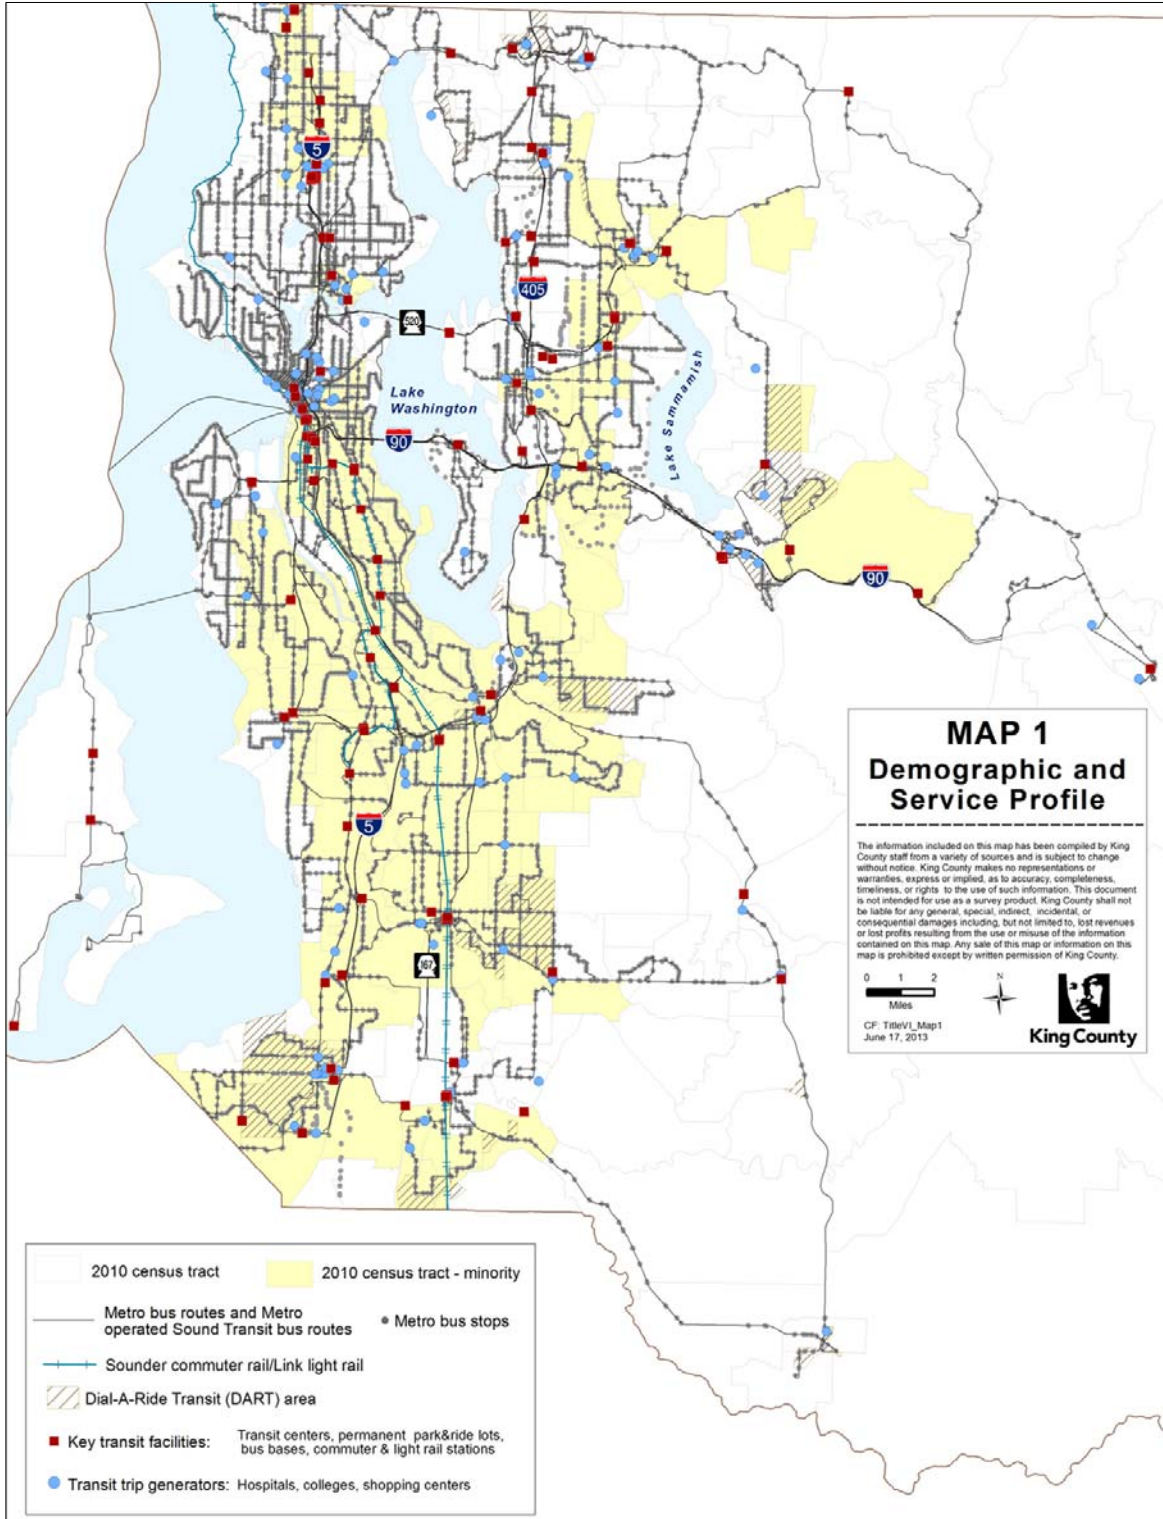 5
405
520
Lake
Washington
90
Lake Sammamish
90
5
167
MAP 1
Demographic and
Service Profile
The information included on this map has been compiled by King
County staff from a variety of sources and is subject to change
without notice. King County makes no representations or
warranties, express or implied, as to accuracy, completeness,
timeliness, or rights to the use of such information. This document
is not intended for use as a survey product. King County shall not
be liable for any general, special, indirect, incidental, or
consequential damages including, but not limited to, lost revenues
or lost profits resulting from the use or misuse of the information
contained on this map. Any sale of this map or information on this
map is prohibited except by written permission of King County.
0 1 2
Miles
N
CF: TitleVI_Map1
June 17, 2013
King County
2010 census tract
2010 census tract - minority
Metro bus routes and Metro
operated Sound Transit bus routes
Metro bus stops
Sounder commuter rail/Link light rail
Dial-A-Ride Transit (DART) area
Key transit facilities: Transit centers, permanent park&ride lots,
bus bases, commuter & light rail stations
Transit trip generators: Hospitals, colleges, shopping centers